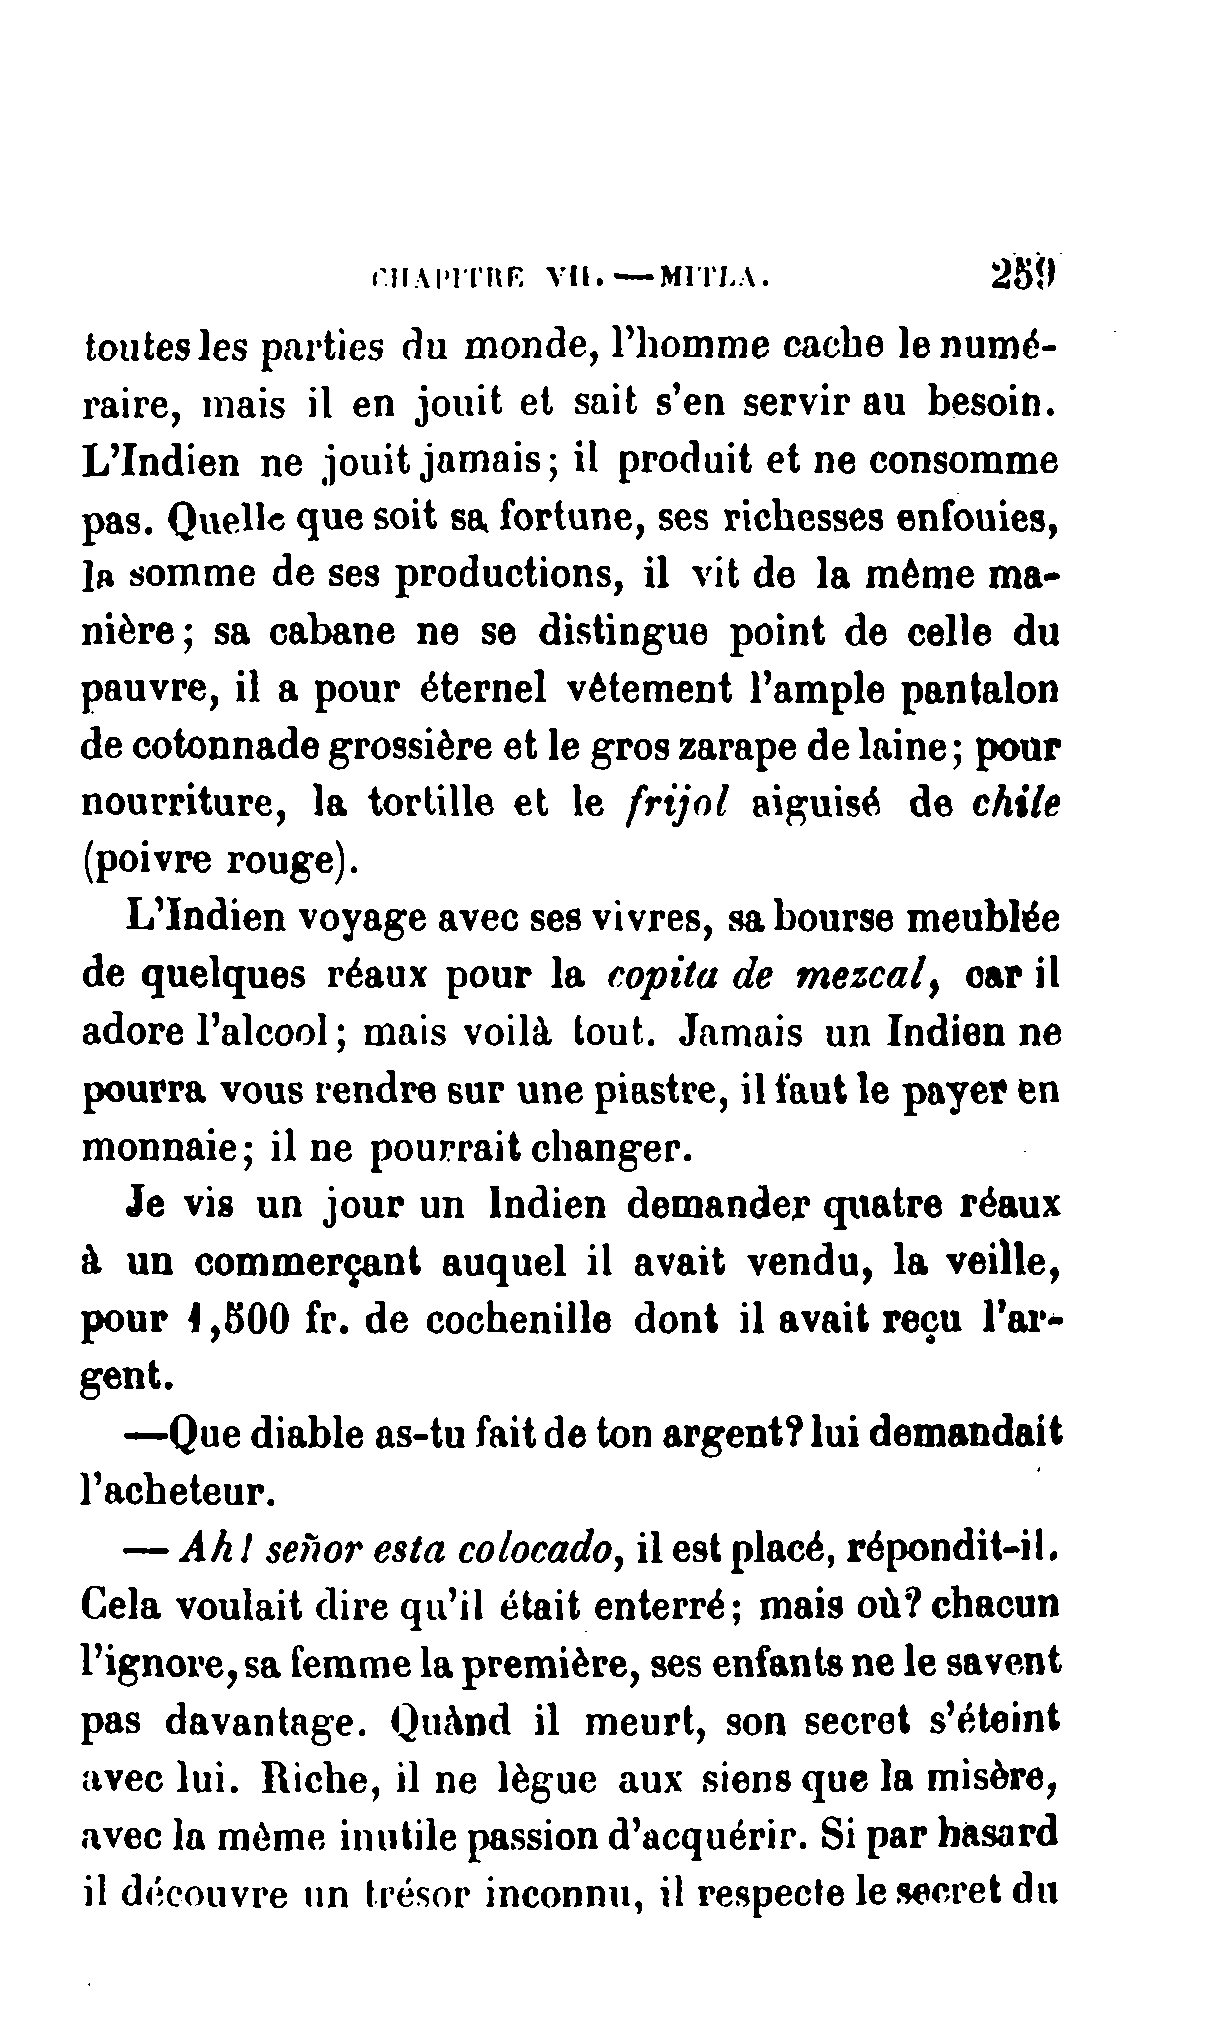 CHAPITRE VII. — MITLA. 259
toutes les parties du monde, l'homme cache le numé-
raire, mais il en jouit et sait s'en servir au besoin.
L'Indien ne jouit jamais; il produit et ne consomme
pas. Quelle que soit sa fortune, ses richesses enfouies,
la somme de ses productions, il vit de la même ma-
nière; sa cabane ne se distingue point de celle du
pauvre, il a pour éternel vêtement l'ample pantalon
de cotonnade grossière et le gros zarape de laine; pour
nourriture, la tortille et le frijol aiguisé de chile
(poivre rouge).
L'Indien voyage avec ses vivres, sa bourse meublée
de quelques réaux pour la copita de mezcal, car il
adore l'alcool; mais voilà tout. Jamais un Indien ne
pourra vous rendre sur une piastre, il faut le payer en
monnaie; il ne pourrait changer.
Je vis un jour un Indien demander quatre réaux
à un commerçant auquel il avait vendu, la veille,
pour 1,500 fr. de cochenille dont il avait reçu l'ar-
gent.
—Que diable as-tu fait de ton argent? lui demandait
l'acheteur.
— Ah! señor esta colocado, il est placé, répondit-il.
Cela voulait dire qu'il était enterré; mais où? chacun
l'ignore, sa femme la première, ses enfants ne le savent
pas davantage. Quand il meurt, son secret s'éteint
avec lui. Riche, il ne lègue aux siens que la misère,
avec la même inutile passion d'acquérir. Si par hasard
il découvre un trésor inconnu, il respecte le secret du